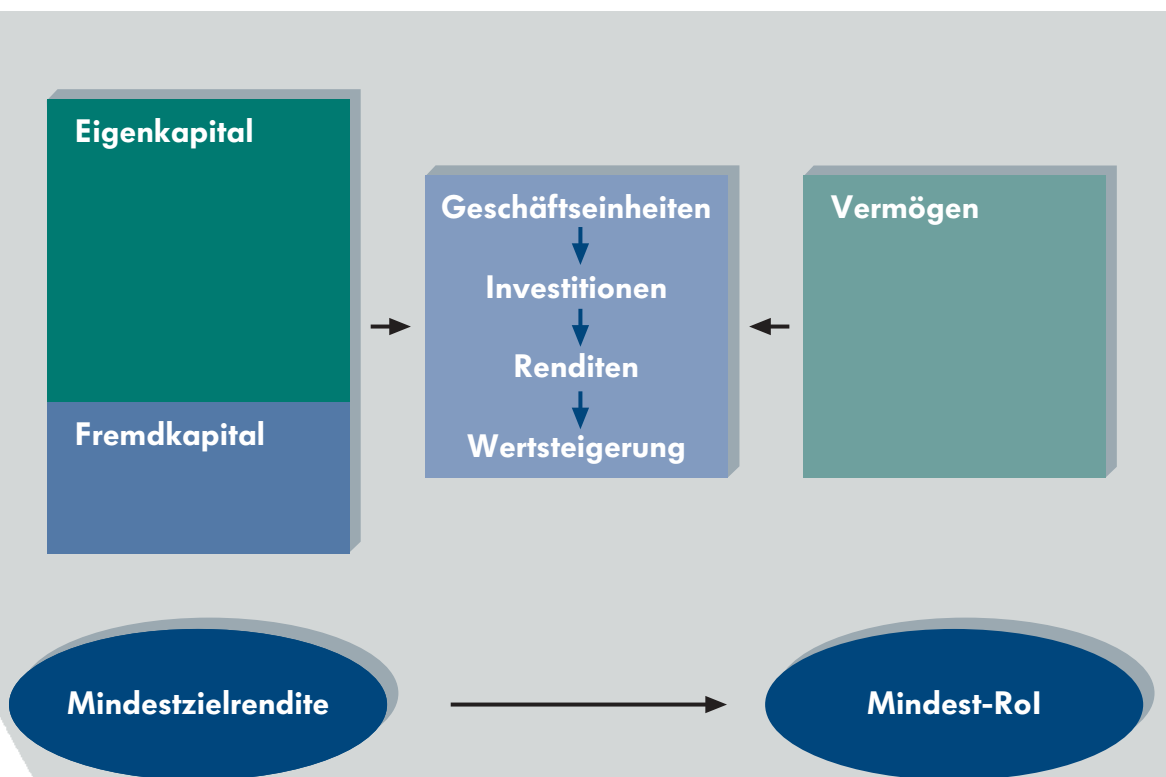 Eigenkapital
Fremdkapital
Geschäftseinheiten
Investitionen
Renditen
Wertsteigerung
Vermögen
Mindestzielrendite
Mindest-RoI